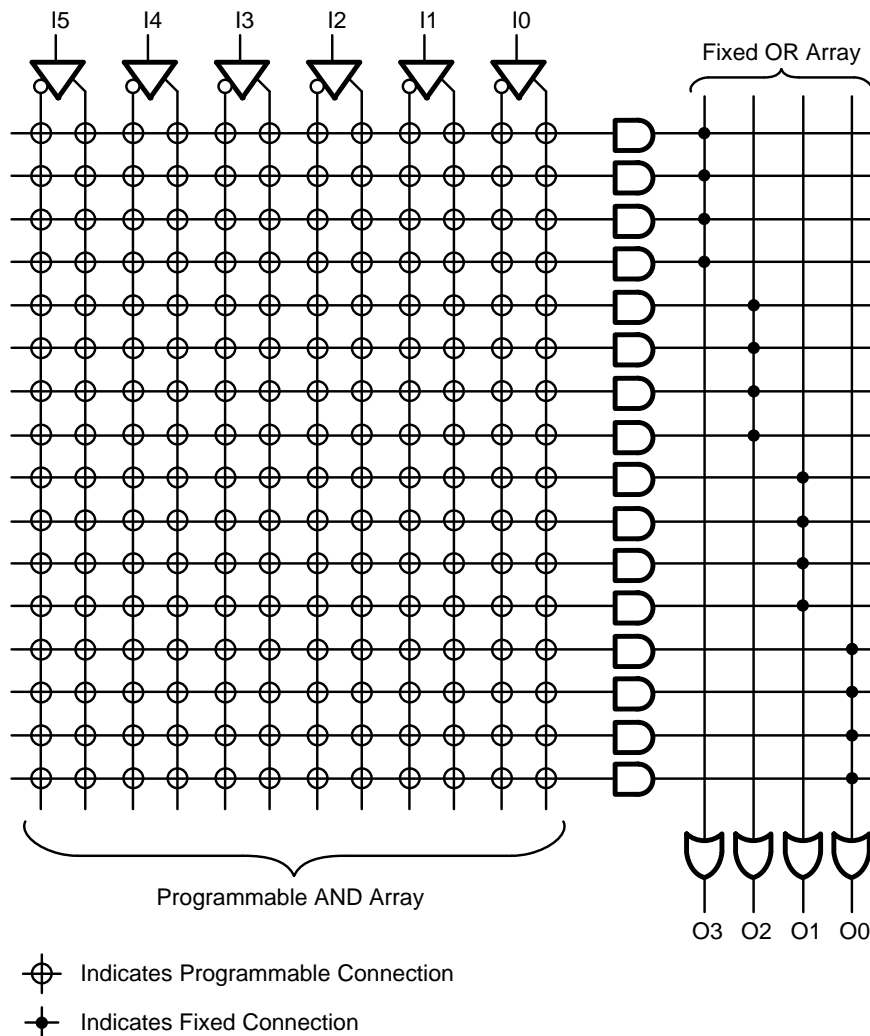 I5 I4 I3 I2 I1 I0
Fixed OR Array
Programmable AND Array
O3 O2 O1 O0
Indicates Programmable Connection
Indicates Fixed Connection